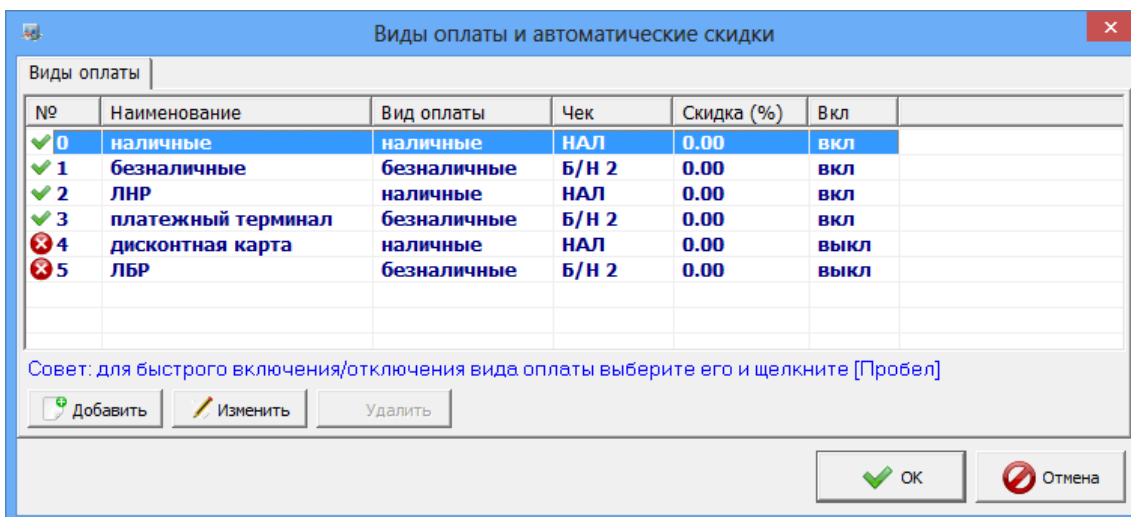 Виды оплаты и автоматические скидки
Виды оплаты
№ Наименование Вид оплаты Чек Скидка (%) Вкл
0 наличные наличные НАЛ 0.00 вкл
1 безналичные безналичные Б/Н 2 0.00 вкл
2 ЛНР наличные НАЛ 0.00 вкл
3 платежный терминал безналичные Б/Н 2 0.00 вкл
4 дисконтная карта наличные НАЛ 0.00 выкл
5 ЛБР безналичные Б/Н 2 0.00 выкл
Совет: для быстрого включения/отключения вида оплаты выберите его и щелкните [Пробел]
Добавить Изменить Удалить
OK Отмена